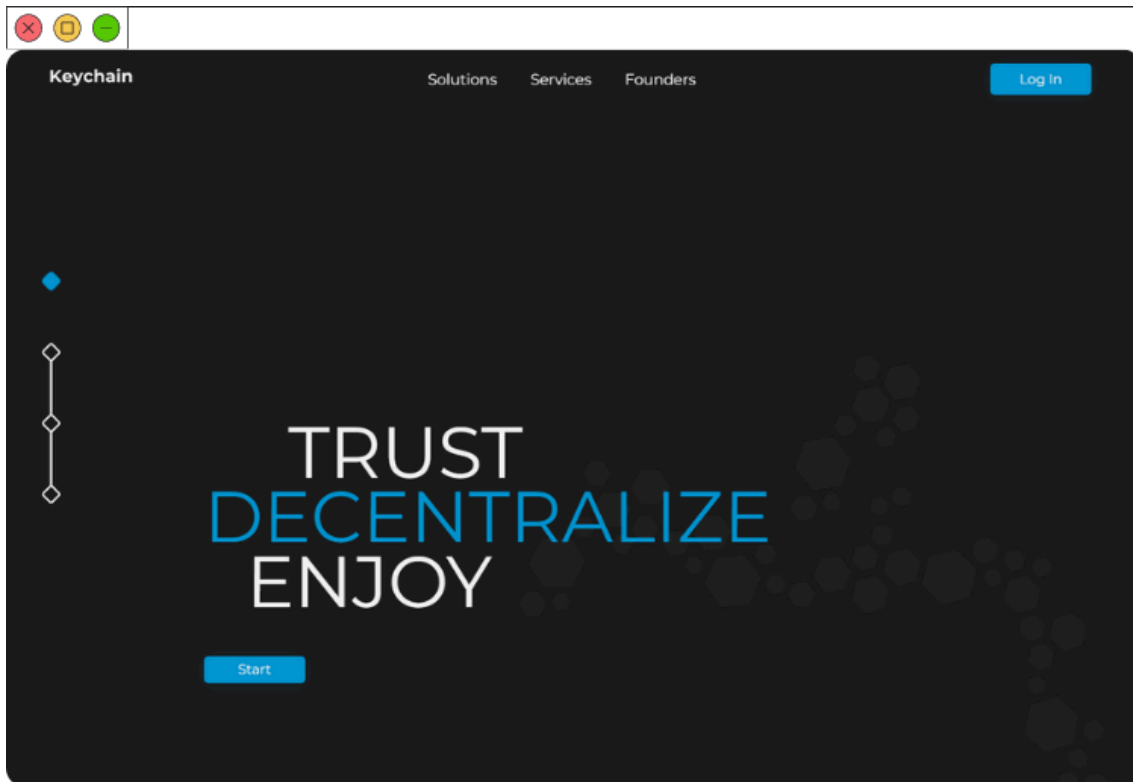 Keychain
Solutions Services Founders
Log In
TRUST
DECENTRALIZE
ENJOY
Start